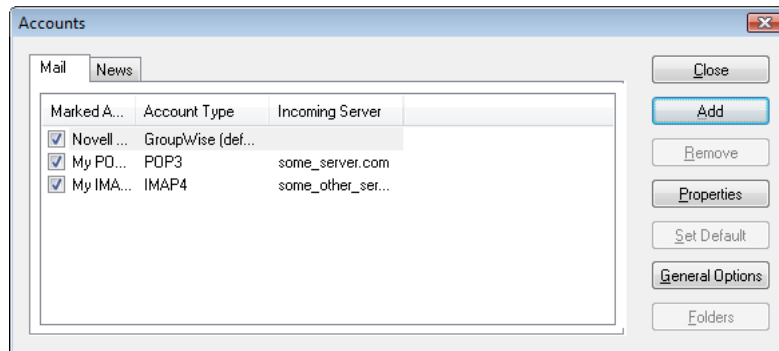 Accounts
Mail News
Marked A... Account Type Incoming Server
Novell ... GroupWise (def...
My PO... POP3 some_server.com
My IMA... IMAP4 some_other_ser...
Close
Add
Remove
Properties
Set Default
General Options
Folders